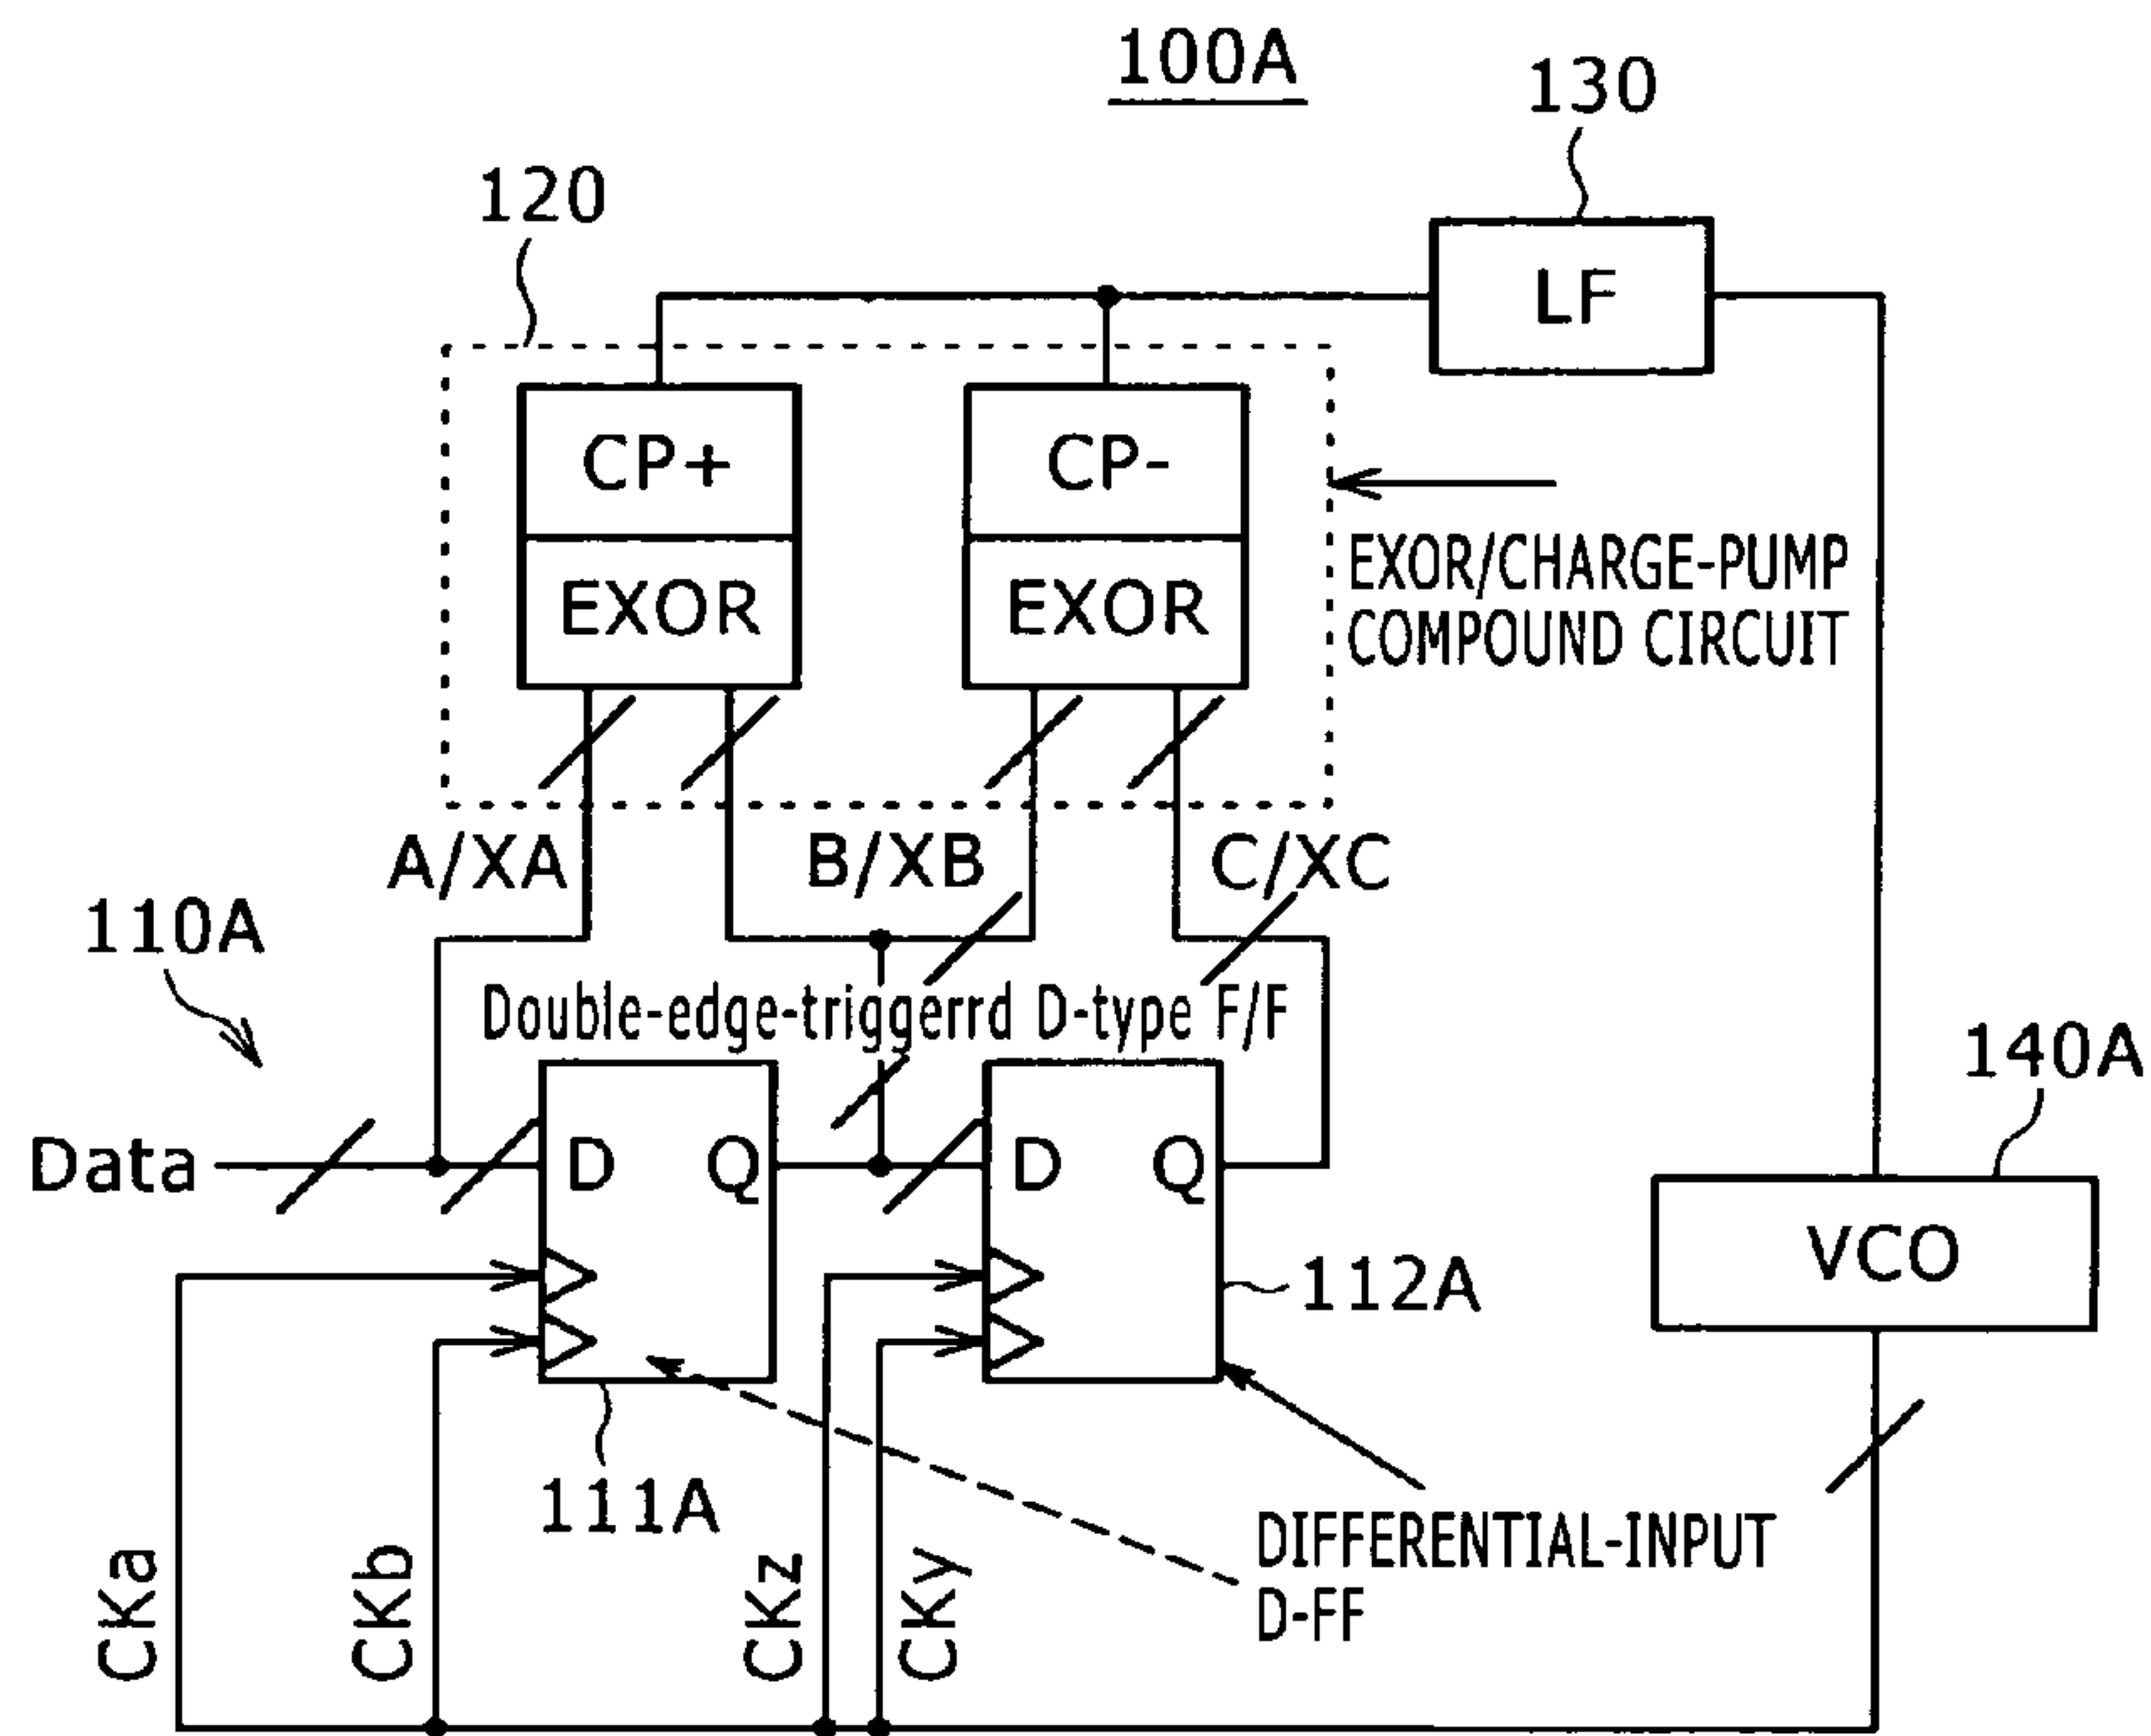 100A
130
120
LF
CP+
CP-
EXOR
EXOR
EXOR/CHARGE-PUMP
COMPOUND CIRCUIT
A/XA
B/XB
C/XC
110A
Double-edge-triggerrd D-type F/F
140A
Data
D
Q
D
Q
VCO
112A
111A
DIFFERENTIAL-INPUT
D-FF
CKa
CKb
CKz
CKy